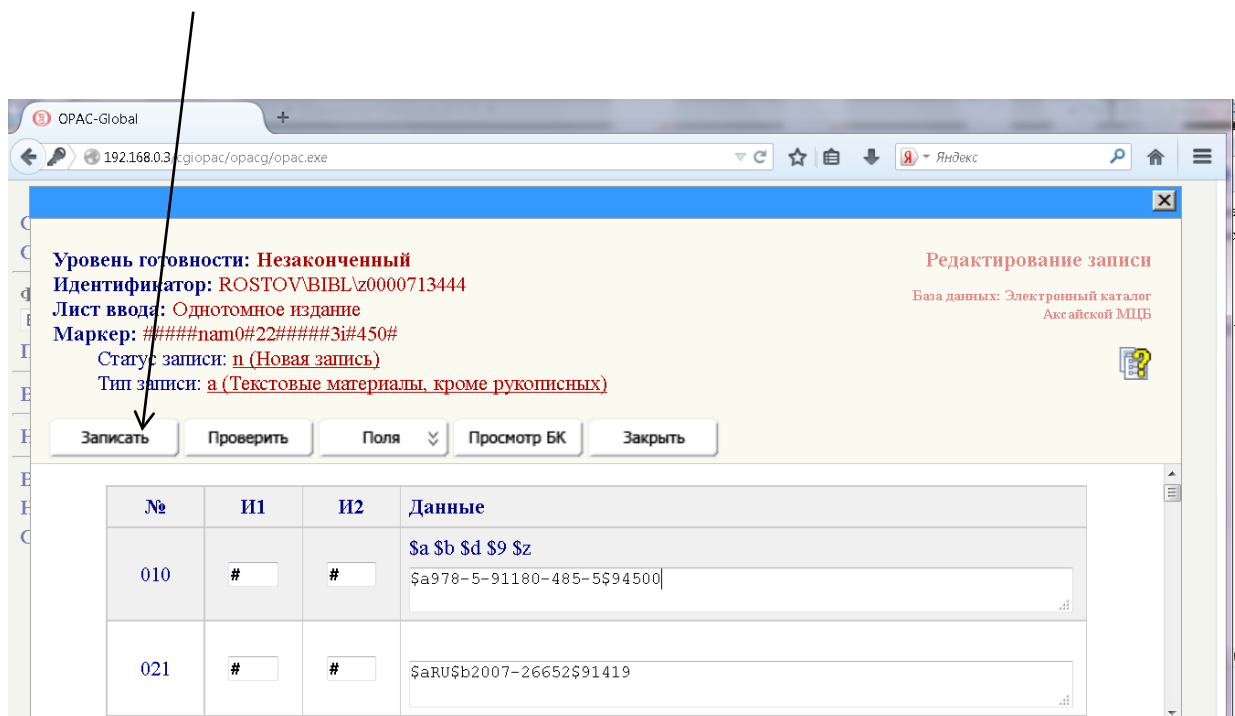 OPAC-Global
192.168.0.3/cgiopac/opacg/opac.exe
Яндекс
Уровень готовности: Незаконченный
Идентификатор: ROSTOV\BIBL\z0000713444
Лист ввода: Однотомное издание
Маркер: #####nam0#22#####3i#450#
Статус записи: n (Новая запись)
Тип записи: a (Текстовые материалы, кроме рукописных)
Редактирование записи
База данных: Электронный каталог
Аксайской МЦБ
Записать Проверить Поля Просмотр БК Закрыть
№ И1 И2 Данные
$a $b $d $9 $z
010 # # $a978-5-91180-485-5$94500
021 # # $aRU$b2007-26652$91419